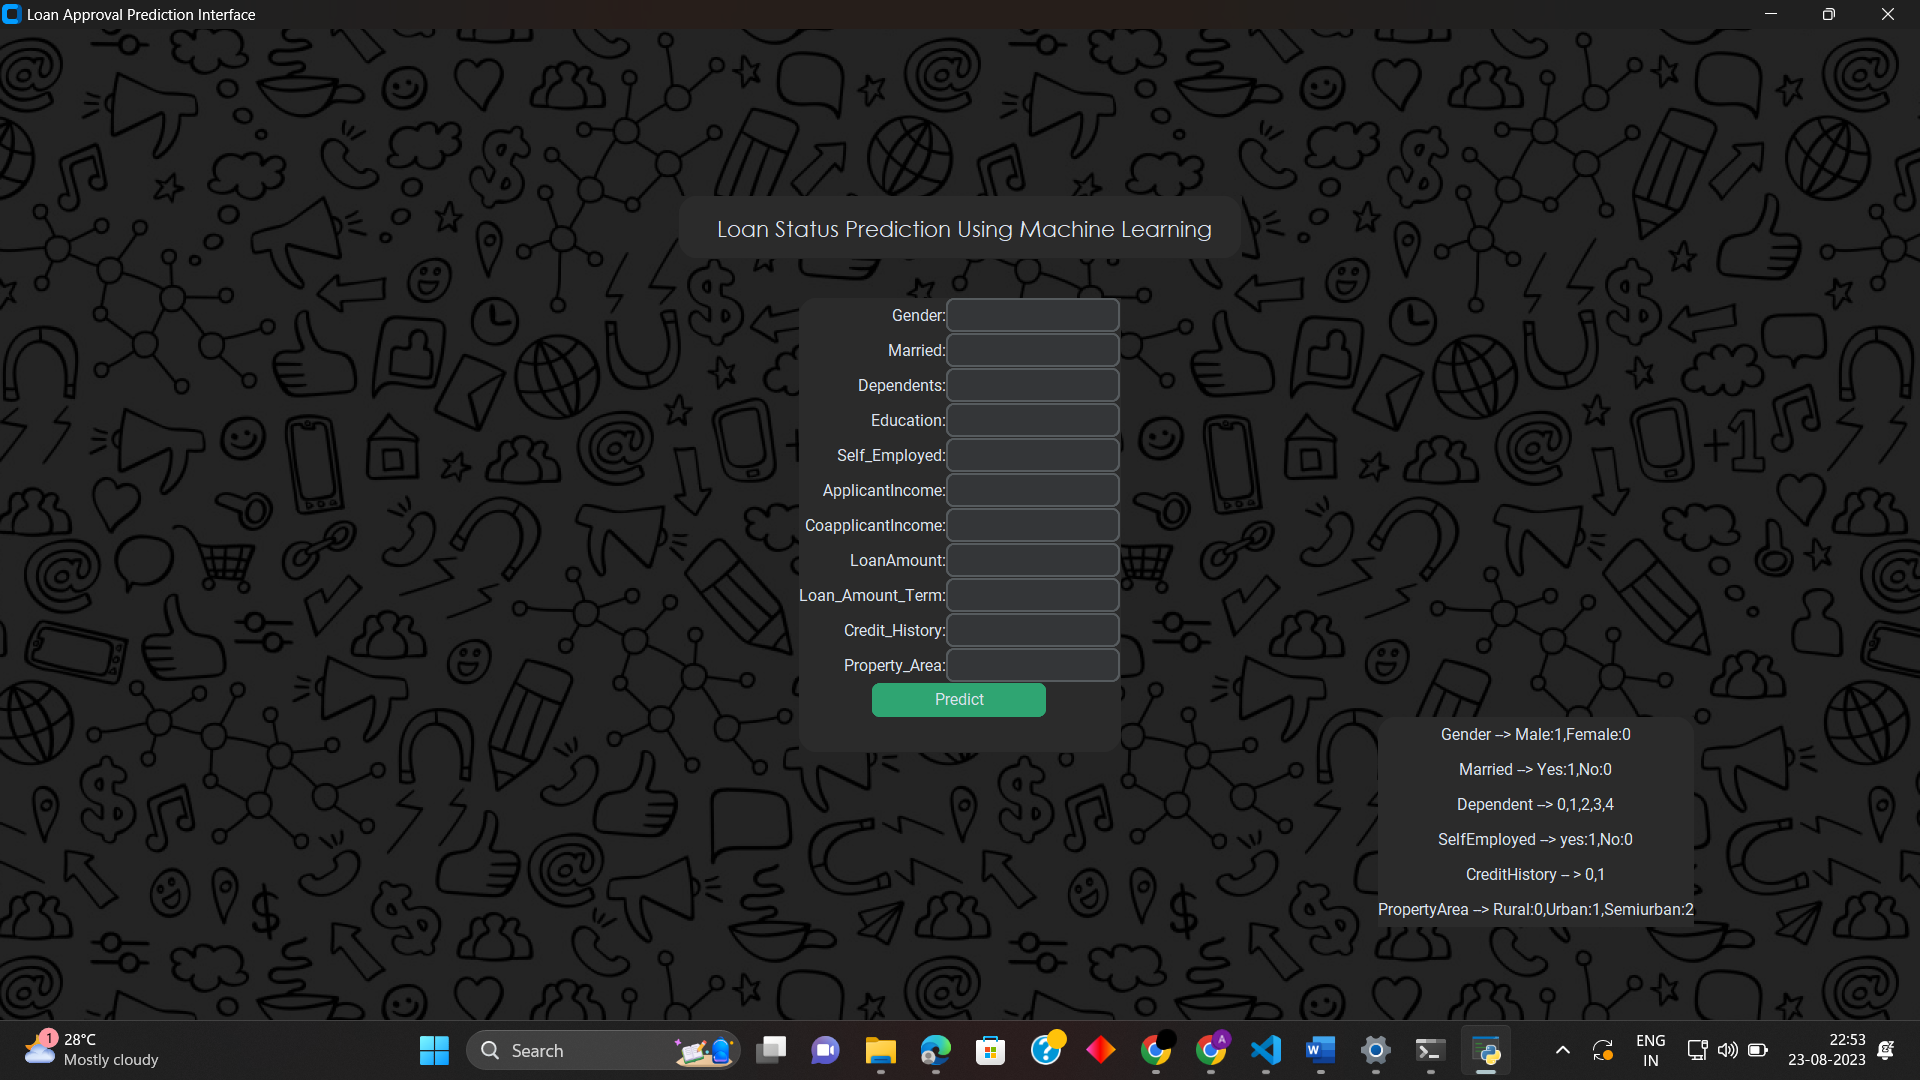 Loan Approval Prediction Interface
Loan Status Prediction Using Machine Learning
Gender:
Married:
Dependents:
Education:
Self_Employed:
ApplicantIncome:
CoapplicantIncome:
LoanAmount:
Loan_Amount_Term:
Credit_History:
Property_Area:
Predict
Gender --> Male:1,Female:0
Married --> Yes:1,No:0
Dependent --> 0,1,2,3,4
SelfEmployed --> yes:1,No:0
CreditHistory -- > 0,1
PropertyArea --> Rural:0,Urban:1,Semiurban:2
+1
1
28°C
Mostly cloudy
Search
A
W
ENG
IN
22:53
23-08-2023